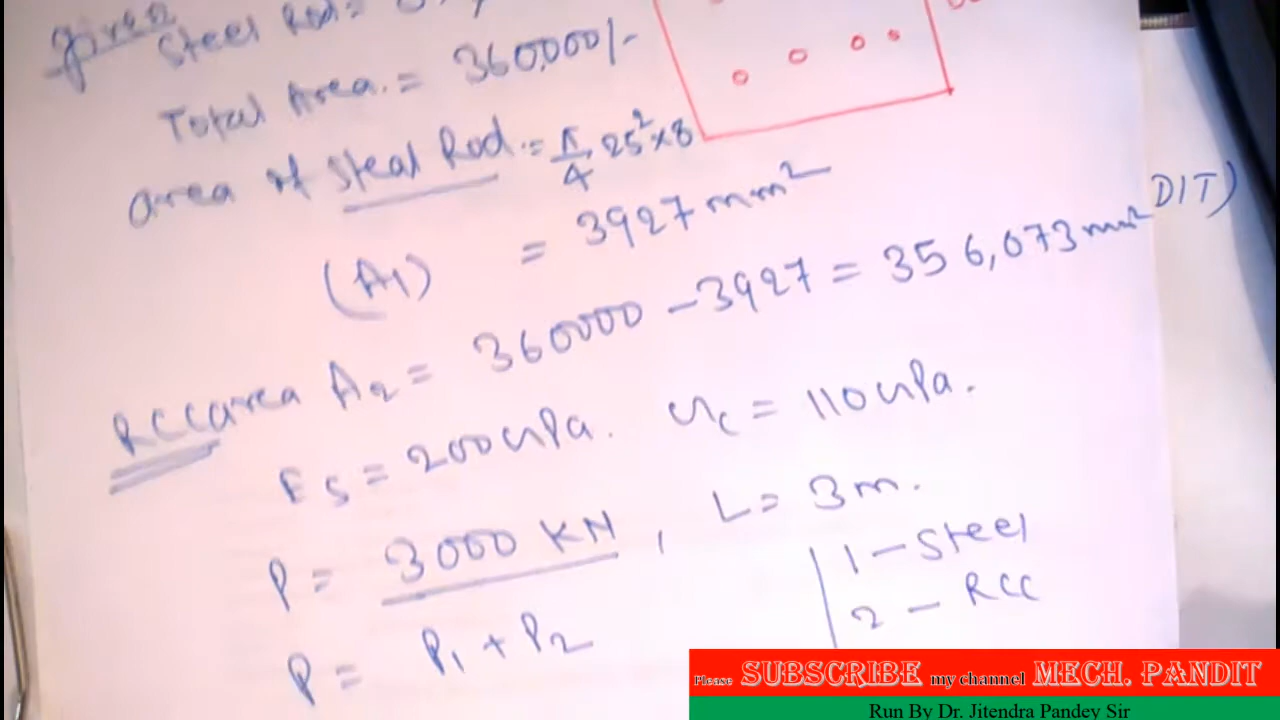 given
Steel Rod =
Total Area. = 360,000/-
area of steal Rod. = π/4 25² × 8
(A₁) = 3927 mm²
DIT)
RCC area A₂ = 360000 - 3927 = 356,073 mm²
Es = 200 GPa. Gc = 110 GPa.
P = 3000 KN, L = 3m.
1 - Steel
2 - RCC
P = P₁ + P₂
Please SUBSCRIBE my channel MECH. PANDIT
Run By Dr. Jitendra Pandey Sir